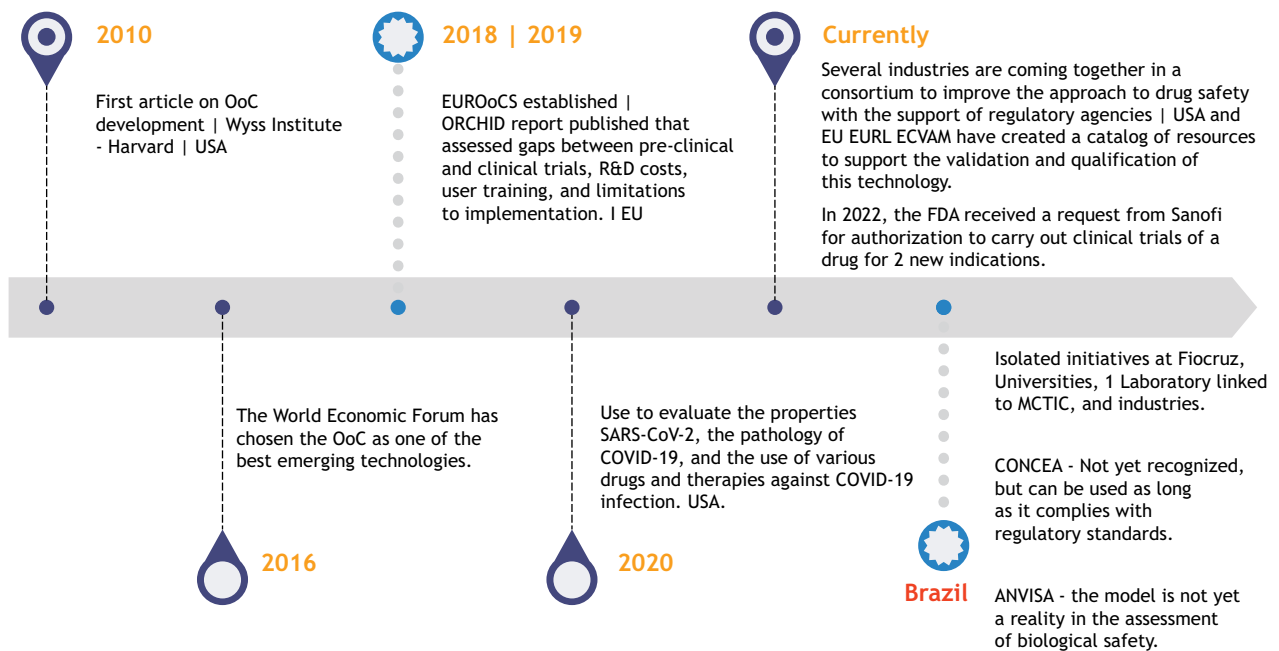 2010
First article on OoC
development | Wyss Institute
- Harvard | USA
2018 | 2019
EUROoCS established |
ORCHID report published that
assessed gaps between pre-clinical
and clinical trials, R&D costs,
user training, and limitations
to implementation. I EU
Currently
Several industries are coming together in a
consortium to improve the approach to drug safety
with the support of regulatory agencies | USA and
EU EURL ECVAM have created a catalog of resources
to support the validation and qualification of
this technology.
In 2022, the FDA received a request from Sanofi
for authorization to carry out clinical trials of a
drug for 2 new indications.
The World Economic Forum has
chosen the OoC as one of the
best emerging technologies.
2016
Use to evaluate the properties
SARS-CoV-2, the pathology of
COVID-19, and the use of various
drugs and therapies against COVID-19
infection. USA.
2020
Isolated initiatives at Fiocruz,
Universities, 1 Laboratory linked
to MCTIC, and industries.
CONCEA - Not yet recognized,
but can be used as long
as it complies with
regulatory standards.
Brazil
ANVISA - the model is not yet
a reality in the assessment
of biological safety.